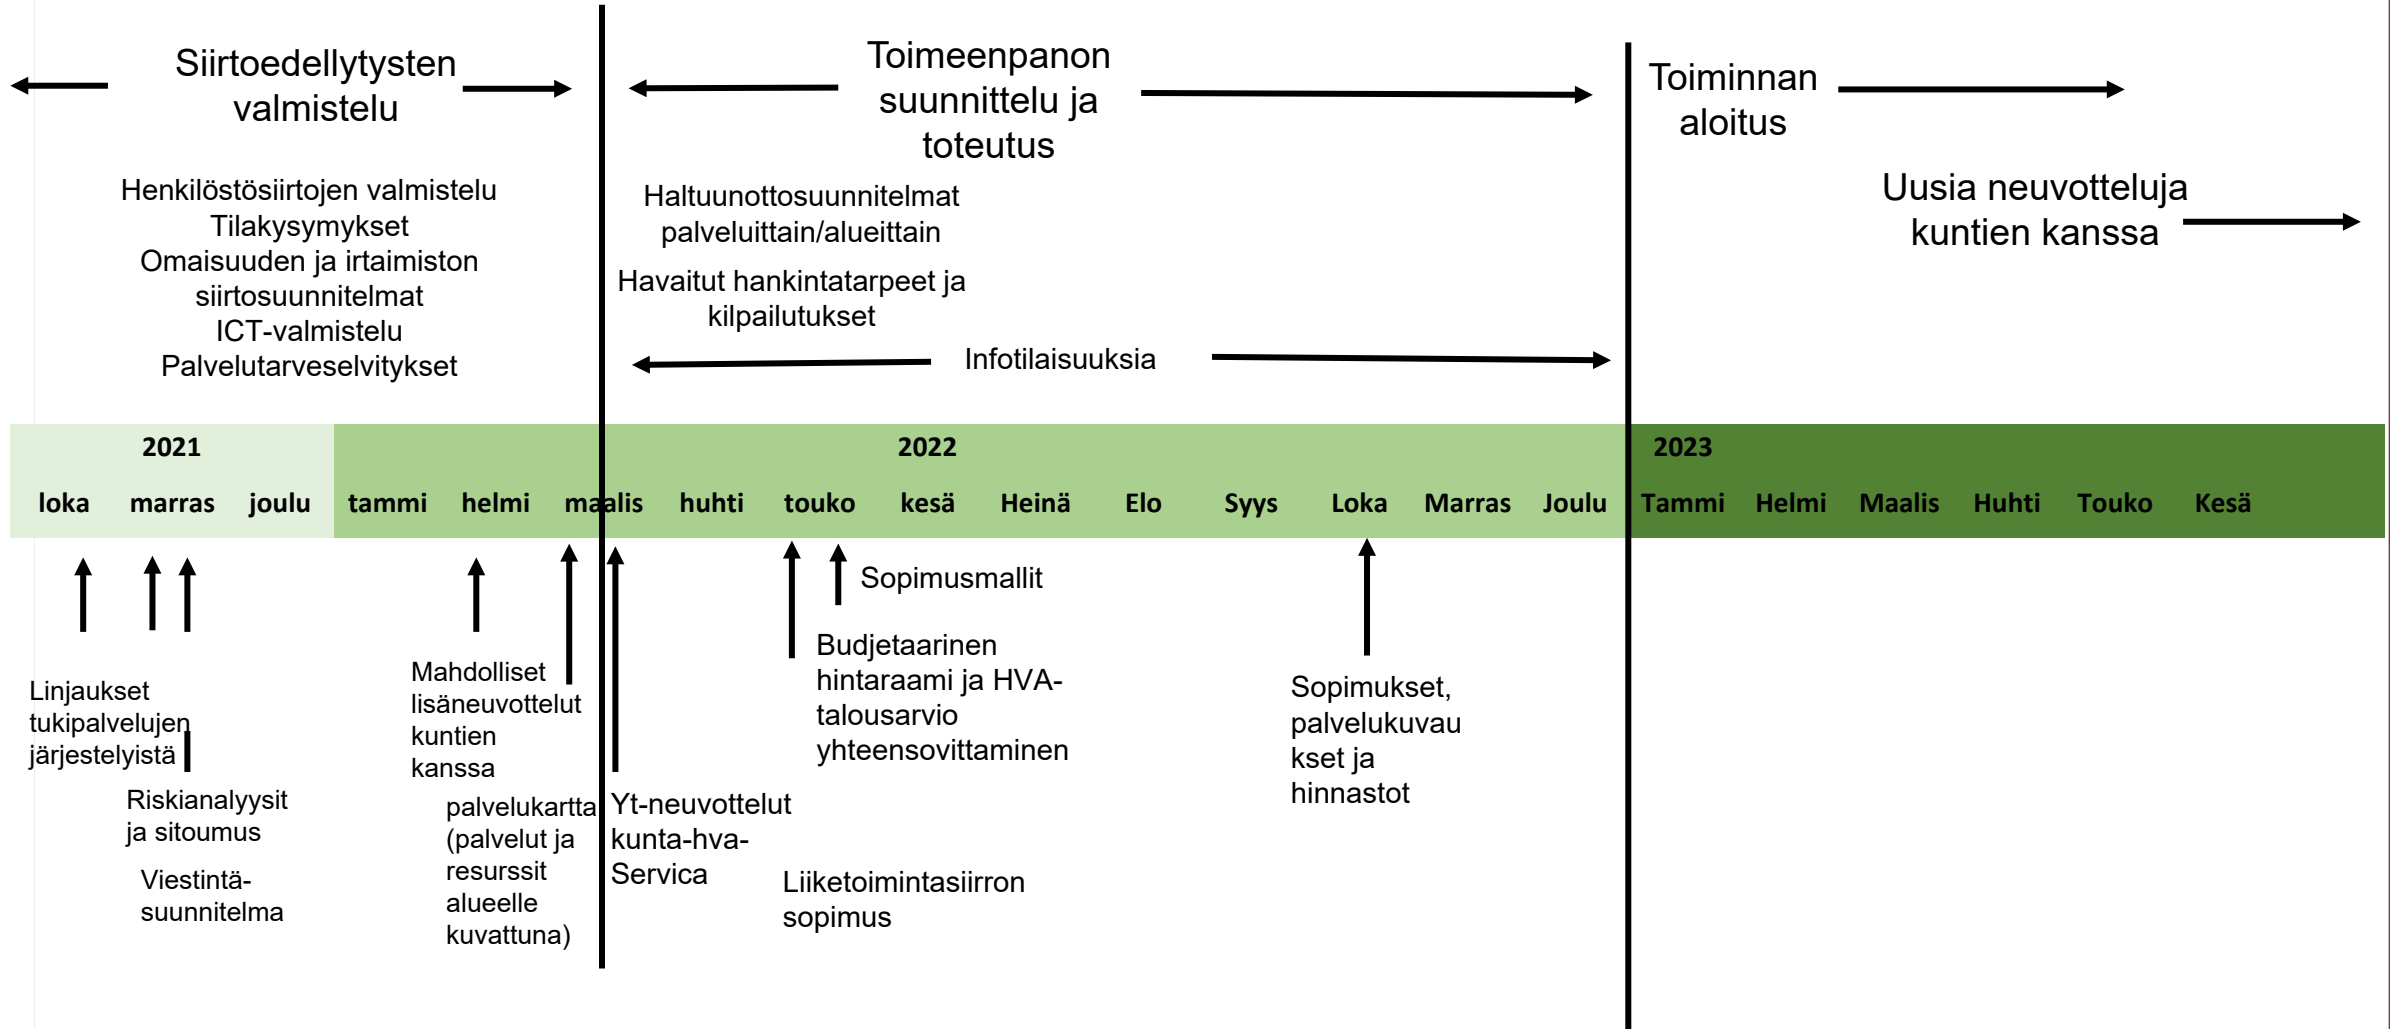 Siirtoedellytysten
valmistelu
Henkilöstösiirtojen valmistelu
Tilakysymykset
Omaisuuden ja irtaimiston
siirtosuunnitelmat
ICT-valmistelu
Palvelutarveselvitykset
Toimeenpanon
suunnittelu ja
toteutus
Haltuunottosuunnitelmat
palveluittain/alueittain
Havaitut hankintatarpeet ja
kilpailutukset
Infotilaisuuksia
Toiminnan
aloitus
Uusia neuvotteluja
kuntien kanssa
2021 2022 2023
loka marras joulu tammi helmi maalis huhti touko kesä Heinä Elo Syys Loka Marras Joulu Tammi Helmi Maalis Huhti Touko Kesä
Linjaukset
tukipalvelujen
järjestelyistä
Riskianalyysit
ja sitoumus
Viestintä-
suunnitelma
Mahdolliset
lisäneuvottelut
kuntien
kanssa
palvelukartta
(palvelut ja
resurssit
alueelle
kuvattuna)
Yt-neuvottelut
kunta-hva-
Servica
Sopimusmallit
Budjetaarinen
hintaraami ja HVA-
talousarvio
yhteensovittaminen
Liiketoimintasiirron
sopimus
Sopimukset,
palvelukuvau
kset ja
hinnastot